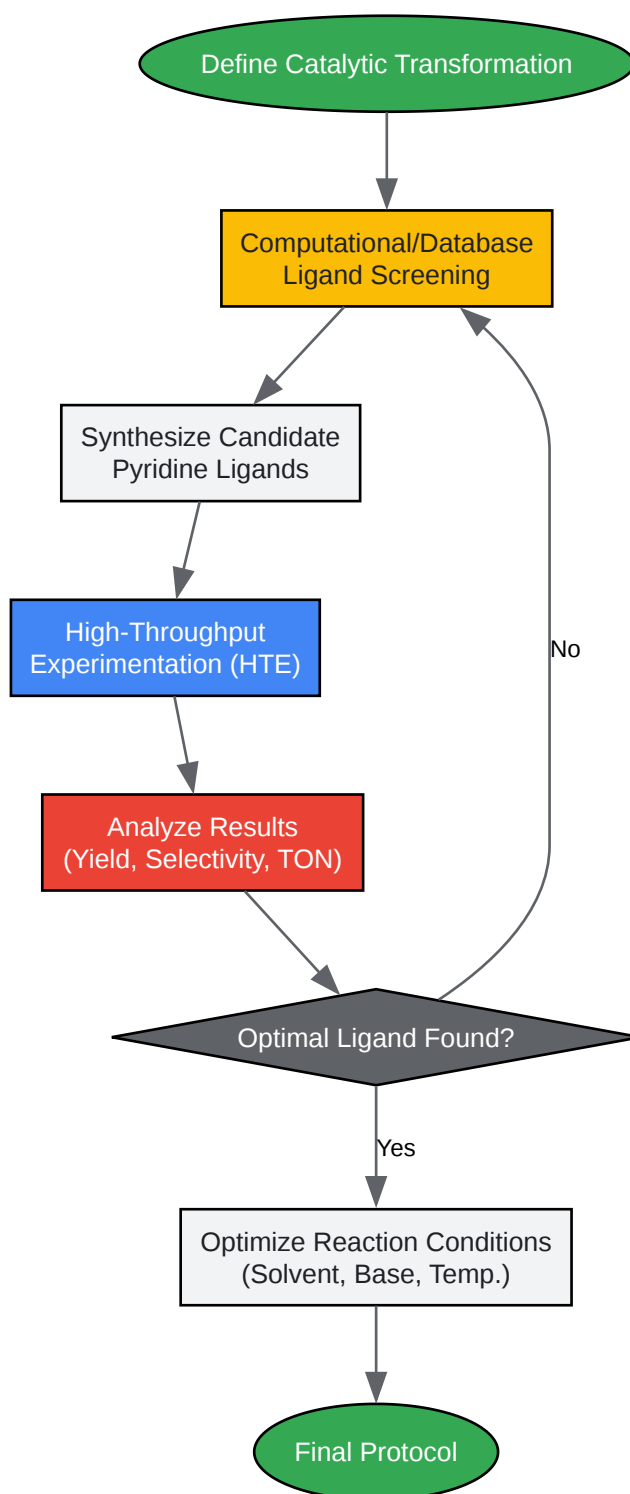 Define Catalytic Transformation
Computational/Database
Ligand Screening
Synthesize Candidate
Pyridine Ligands
High-Throughput
Experimentation (HTE)
No
Analyze Results
(Yield, Selectivity, TON)
Optimal Ligand Found?
Yes
Optimize Reaction Conditions
(Solvent, Base, Temp.)
Final Protocol